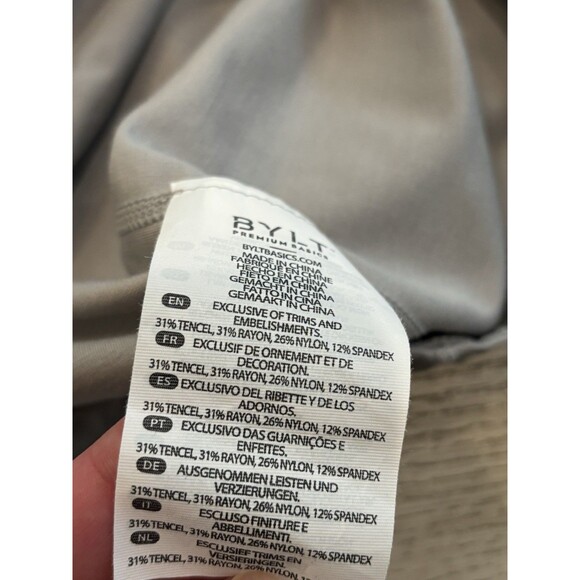 BYLT
PREMIUM BASICS
BYLTBASICS.COM
MADE IN CHINA
FABRIQUÉ EN CHINE
HECHO EN CHINA
FIETO EM CHINA
FATTO IN CINA
GEMAAKT IN CHINA
EN
EXCLUSIVE OF TRIMS AND
EMBELISHMENTS.
31% TENCEL, 31% RAYON, 26% NYLON, 12% SPANDEX
FR
EXCLUSIF DE ORNEMENT ET DE
DECORATION.
31% TENCEL, 31% RAYON, 26% NYLON, 12% SPANDEX
ES
EXCLUSIVO DEL RIBETTE Y DE LOS
ADORNOS.
31% TENCEL, 31% RAYON, 26% NYLON, 12% SPANDEX
PT
EXCLUSIVO DAS GUARNIÇÕES E
ENFEITES.
31% TENCEL, 31% RAYON, 26% NYLON, 12% SPANDEX
DE
AUSGENOMMEN LEISTEN UND
VERZIERUNGEN.
31% TENCEL, 31% RAYON, 26% NYLON, 12% SPANDEX
IT
ESCLUSO FINITURE E
ABBELLIMENTI.
31% TENCEL, 31% RAYON, 26% NYLON, 12% SPANDEX
NL
EXCLUSIEF TRIMS EN
VERSIERINGEN.
31% TENCEL, 31% RAYON, 26% NYLON, 12% SPANDEX